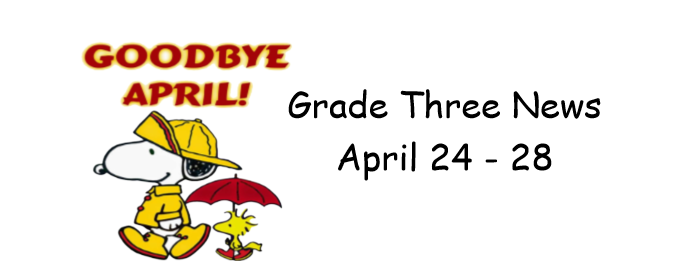 GOODBYE
APRIL!
Grade Three News
April 24 - 28